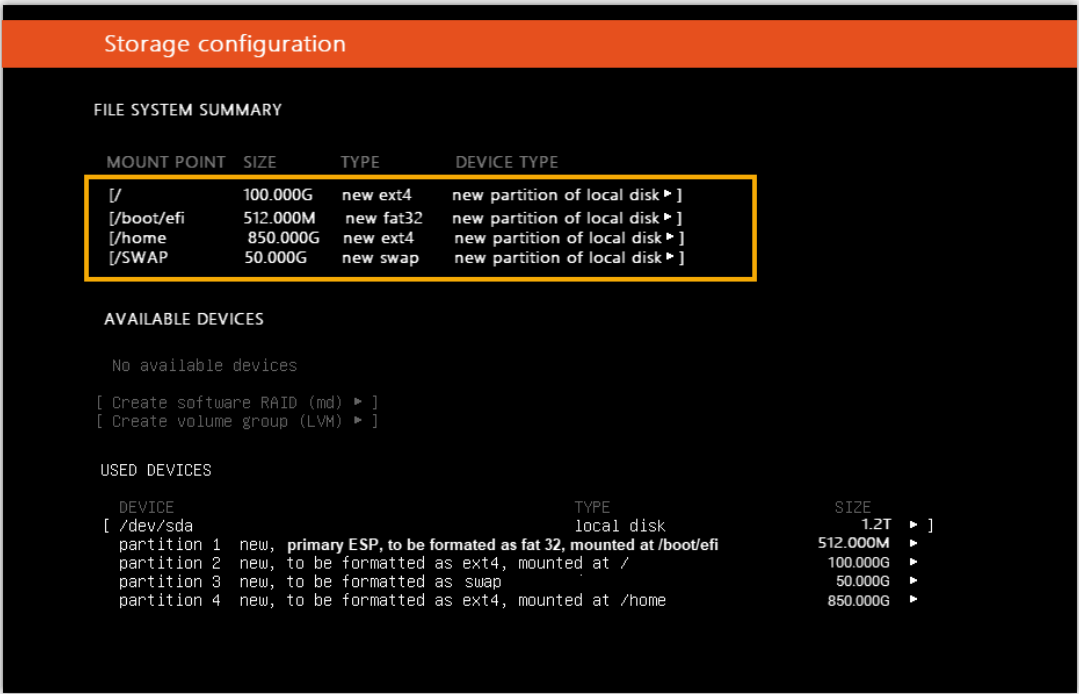 Storage configuration
FILE SYSTEM SUMMARY
MOUNT POINT SIZE TYPE DEVICE TYPE
[/ 100.000G new ext4 new partition of local disk ▸ ]
[/boot/efi 512.000M new fat32 new partition of local disk ▸ ]
[/home 850.000G new ext4 new partition of local disk ▸ ]
[/SWAP 50.000G new swap new partition of local disk ▸ ]
AVAILABLE DEVICES
No available devices
[ Create software RAID (md) ▸ ]
[ Create volume group (LVM) ▸ ]
USED DEVICES
DEVICE TYPE SIZE
[ /dev/sda local disk 1.2T ▸ ]
partition 1 new, primary ESP, to be formated as fat 32, mounted at /boot/efi 512.000M ▸
partition 2 new, to be formatted as ext4, mounted at / 100.000G ▸
partition 3 new, to be formatted as swap 50.000G ▸
partition 4 new, to be formatted as ext4, mounted at /home 850.000G ▸